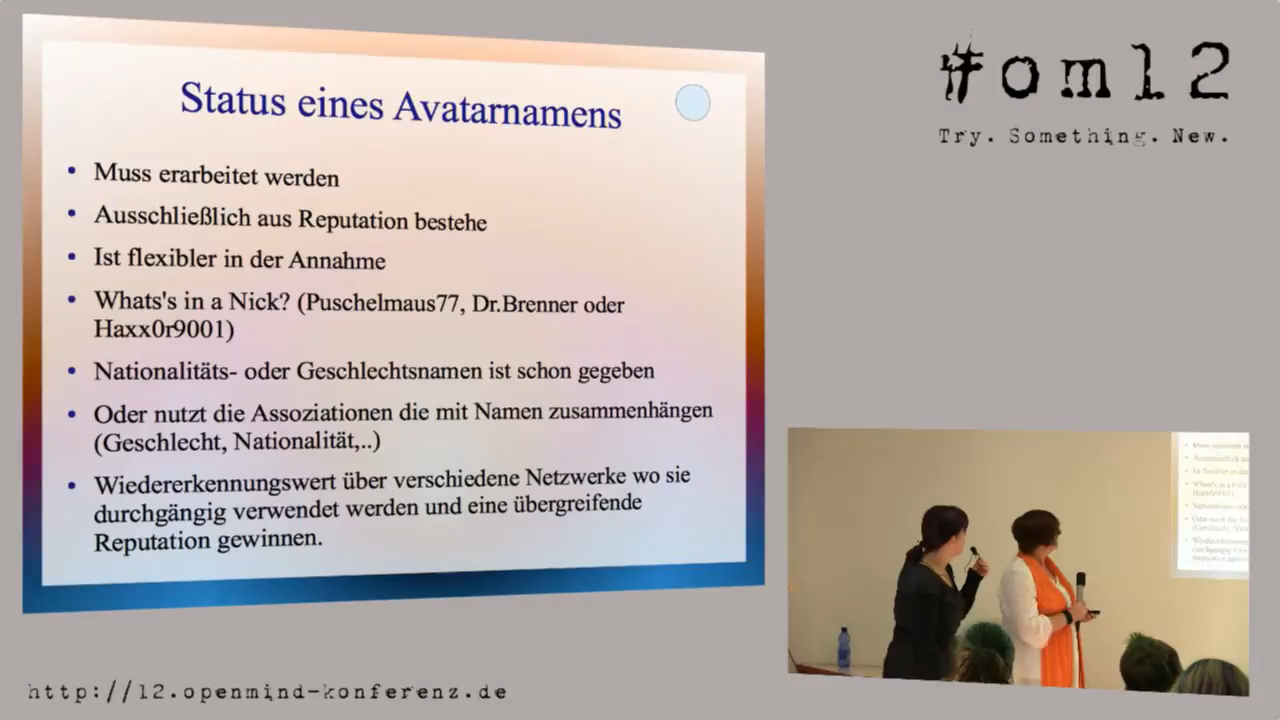 Status eines Avatarnamens
• Muss erarbeitet werden
• Ausschließlich aus Reputation bestehe
• Ist flexibler in der Annahme
• Whats's in a Nick? (Puschelmaus77, Dr.Brenner oder
Haxx0r9001)
• Nationalitäts- oder Geschlechtsnamen ist schon gegeben
• Oder nutzt die Assoziationen die mit Namen zusammenhängen
(Geschlecht, Nationalität,..)
• Wiedererkennungswert über verschiedene Netzwerke wo sie
durchgängig verwendet werden und eine übergreifende
Reputation gewinnen.
#om12
Try. Something. New.
http://12.openmind-konferenz.de